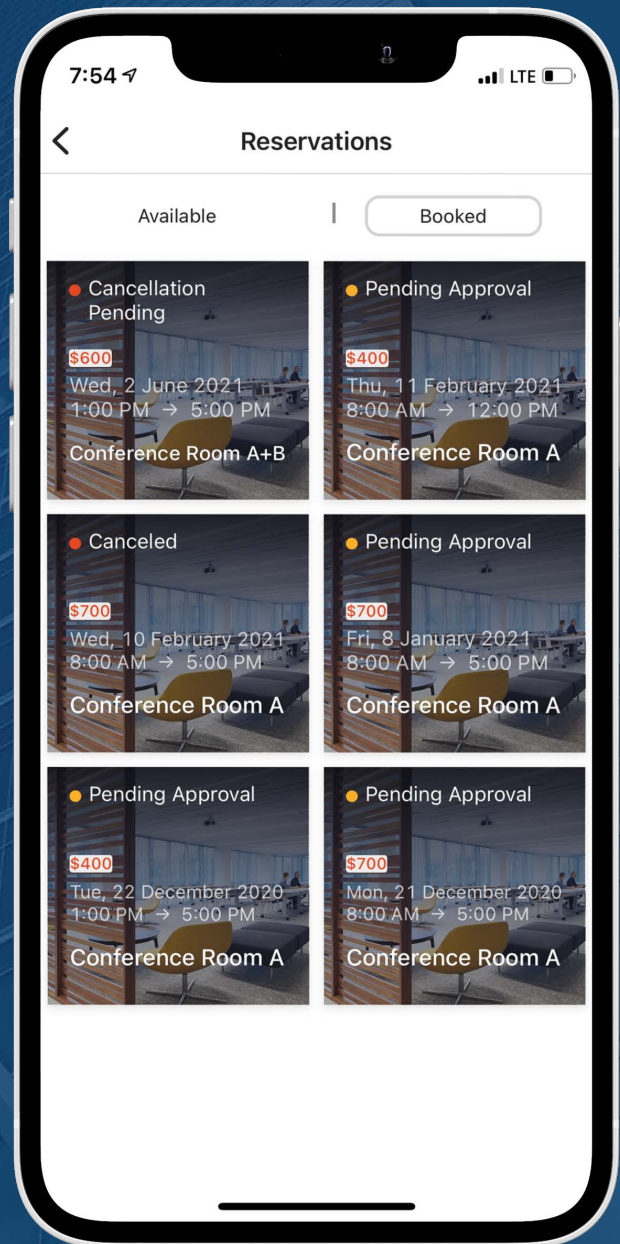 7:54
LTE
Reservations
Available | Booked
Cancellation
Pending
$600
Wed, 2 June 2021
1:00 PM → 5:00 PM
Conference Room A+B
Pending Approval
$400
Thu, 11 February 2021
8:00 AM → 12:00 PM
Conference Room A
Canceled
$700
Wed, 10 February 2021
8:00 AM → 5:00 PM
Conference Room A
Pending Approval
$700
Fri, 8 January 2021
8:00 AM → 5:00 PM
Conference Room A
Pending Approval
$400
Tue, 22 December 2020
1:00 PM → 5:00 PM
Conference Room A
Pending Approval
$700
Mon, 21 December 2020
8:00 AM → 5:00 PM
Conference Room A